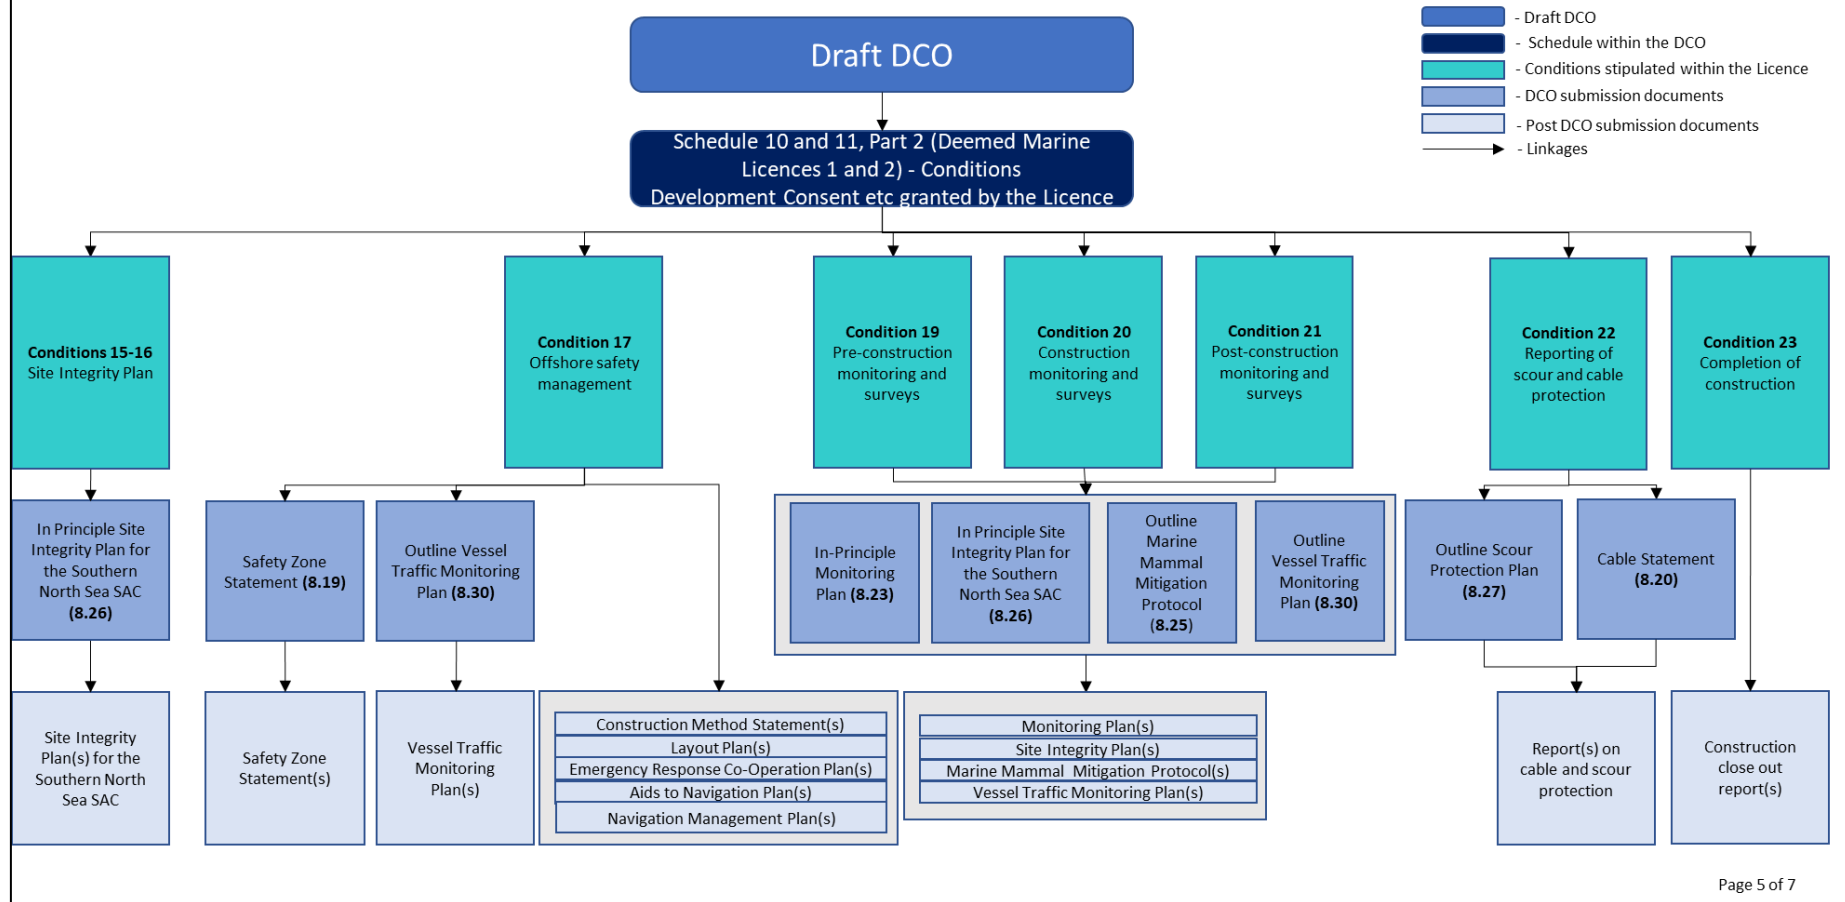 Draft DCO
- Draft DCO
- Schedule within the DCO
- Conditions stipulated within the Licence
- DCO submission documents
- Post DCO submission documents
- Linkages
Schedule 10 and 11, Part 2 (Deemed Marine
Licences 1 and 2) - Conditions
Development Consent etc granted by the Licence
Conditions 15-16
Site Integrity Plan
Condition 17
Offshore safety
management
Condition 19
Pre-construction
monitoring and
surveys
Condition 20
Construction
monitoring and
surveys
Condition 21
Post-construction
monitoring and
surveys
Condition 22
Reporting of
scour and cable
protection
Condition 23
Completion of
construction
In Principle Site
Integrity Plan for
the Southern
North Sea SAC
(8.26)
Safety Zone
Statement (8.19)
Outline Vessel
Traffic Monitoring
Plan (8.30)
In-Principle
Monitoring
Plan (8.23)
In Principle Site
Integrity Plan for
the Southern
North Sea SAC
(8.26)
Outline
Marine
Mammal
Mitigation
Protocol
(8.25)
Outline
Vessel Traffic
Monitoring
Plan (8.30)
Outline Scour
Protection Plan
(8.27)
Cable Statement
(8.20)
Site Integrity
Plan(s) for the
Southern North
Sea SAC
Safety Zone
Statement(s)
Vessel Traffic
Monitoring
Plan(s)
Construction Method Statement(s)
Layout Plan(s)
Emergency Response Co-Operation Plan(s)
Aids to Navigation Plan(s)
Navigation Management Plan(s)
Monitoring Plan(s)
Site Integrity Plan(s)
Marine Mammal Mitigation Protocol(s)
Vessel Traffic Monitoring Plan(s)
Report(s) on
cable and scour
protection
Construction
close out
report(s)
Page 5 of 7